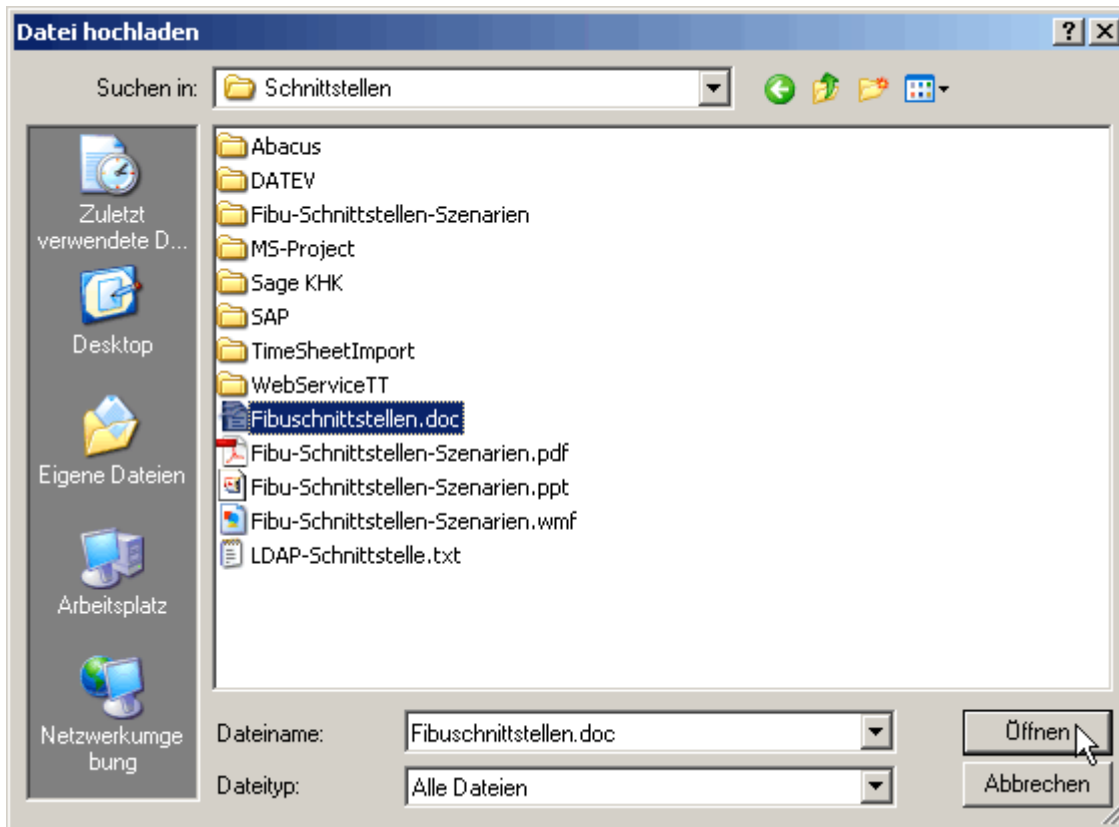 Datei hochladen
Suchen in:
Schnittstellen
Zuletzt
verwendete D...
Desktop
Eigene Dateien
Arbeitsplatz
Netzwerkumge
bung
Abacus
DATEV
Fibu-Schnittstellen-Szenarien
MS-Project
Sage KHK
SAP
TimeSheetImport
WebServiceTT
Fibuschnittstellen.doc
Fibu-Schnittstellen-Szenarien.pdf
Fibu-Schnittstellen-Szenarien.ppt
Fibu-Schnittstellen-Szenarien.wmf
LDAP-Schnittstelle.txt
Dateiname:
Fibuschnittstellen.doc
Öffnen
Dateityp:
Alle Dateien
Abbrechen